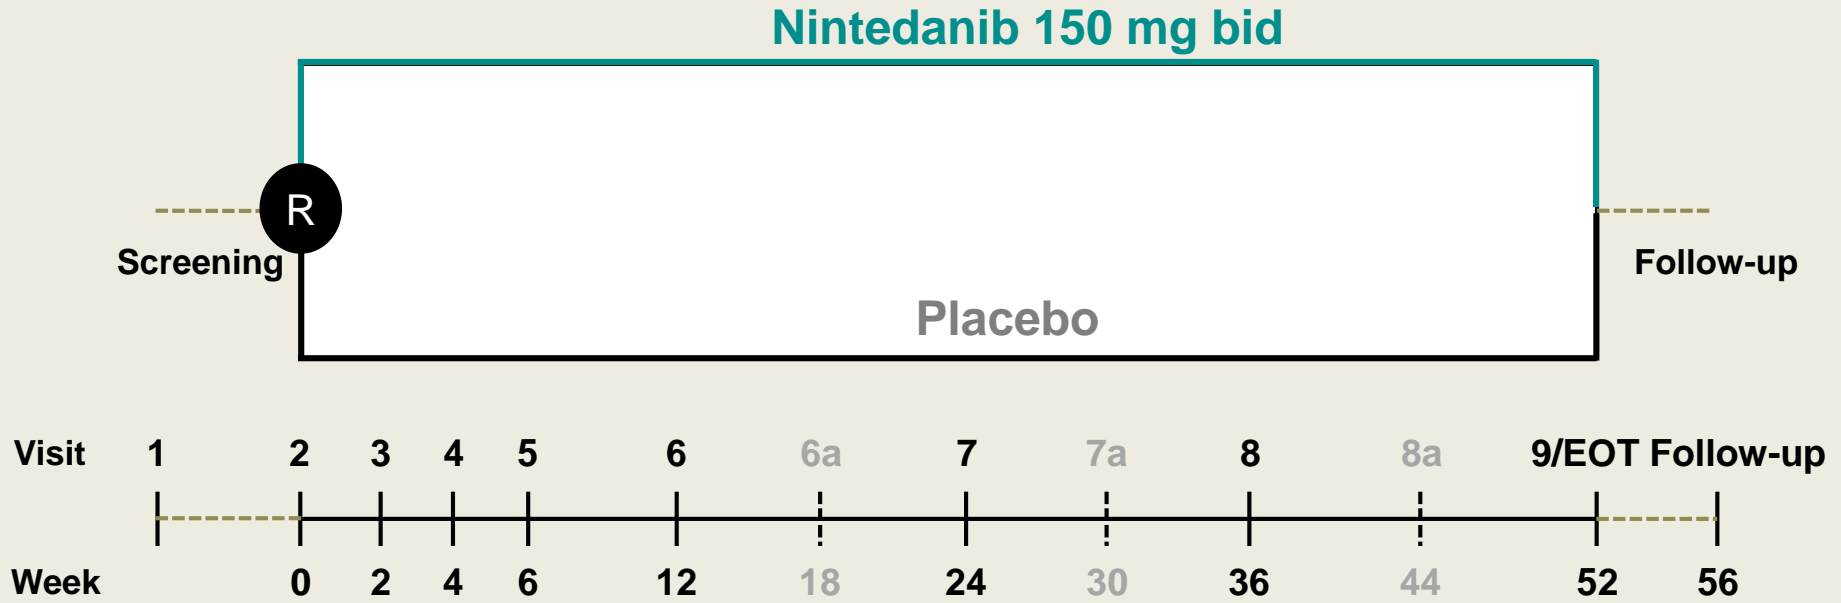 Nintedanib 150 mg bid
R
Screening
Follow-up
Placebo
Visit 1 2 3 4 5 6 6a 7 7a 8 8a 9/EOT Follow-up
Week 0 2 4 6 12 18 24 30 36 44 52 56